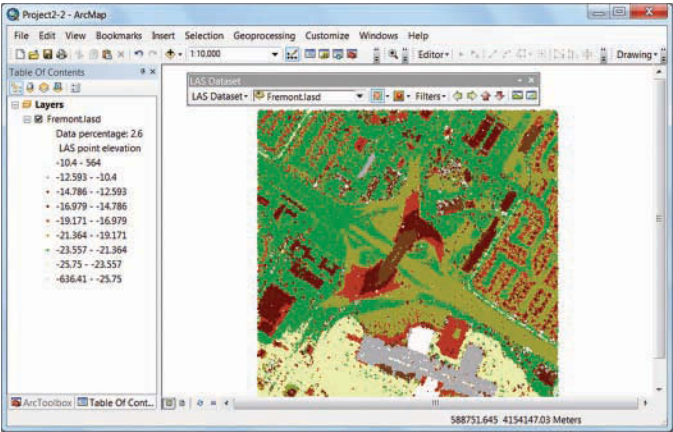 Project2-2 - ArcMap
File Edit View Bookmarks Insert Selection Geoprocessing Customize Windows Help
1:10,000 Editor Drawing
Table Of Contents
LAS Dataset
LAS Dataset Fremont.lasd Filters
Layers
Fremont.lasd
Data percentage: 2.6
LAS point elevation
-10.4 - 564
-12.593 - -10.4
-14.786 - -12.593
-16.979 - -14.786
-19.171 - -16.979
-21.364 - -19.171
-23.557 - -21.364
-25.75 - -23.557
-636.41 - -25.75
ArcToolbox Table Of Cont...
588751.645 4154147.03 Meters